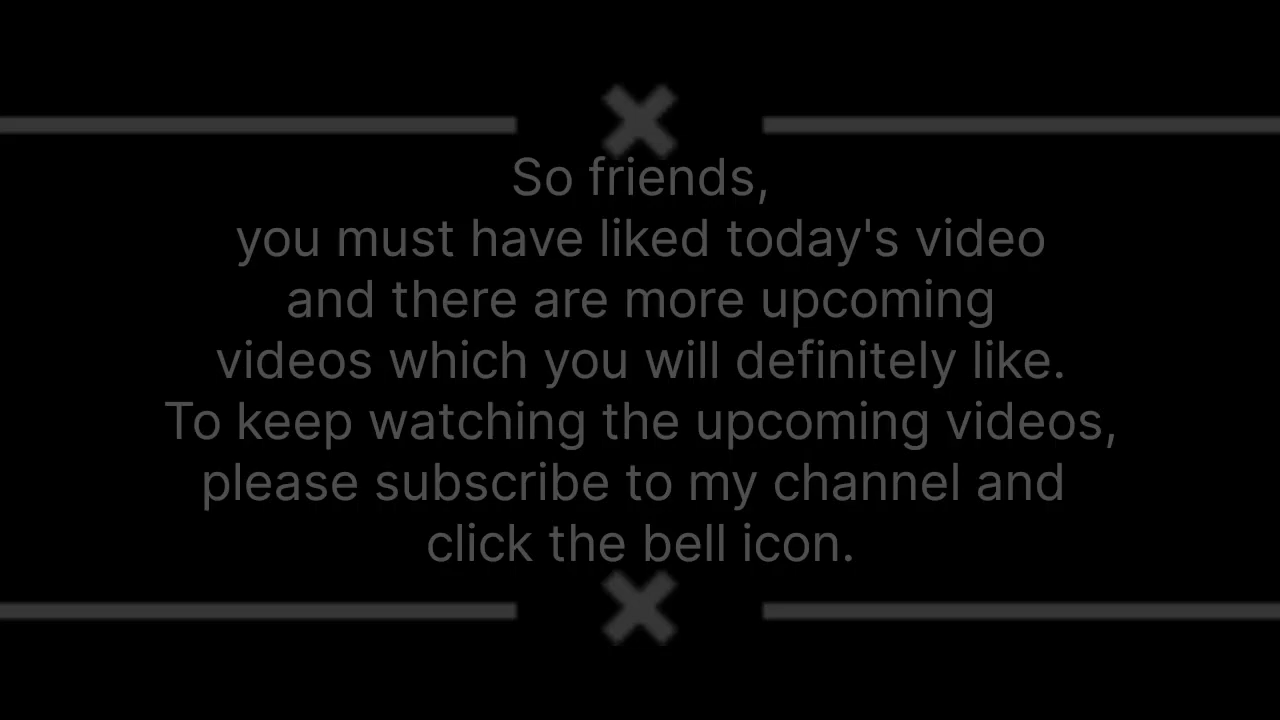 So friends,
you must have liked today's video
and there are more upcoming
videos which you will definitely like.
To keep watching the upcoming videos,
please subscribe to my channel and
click the bell icon.